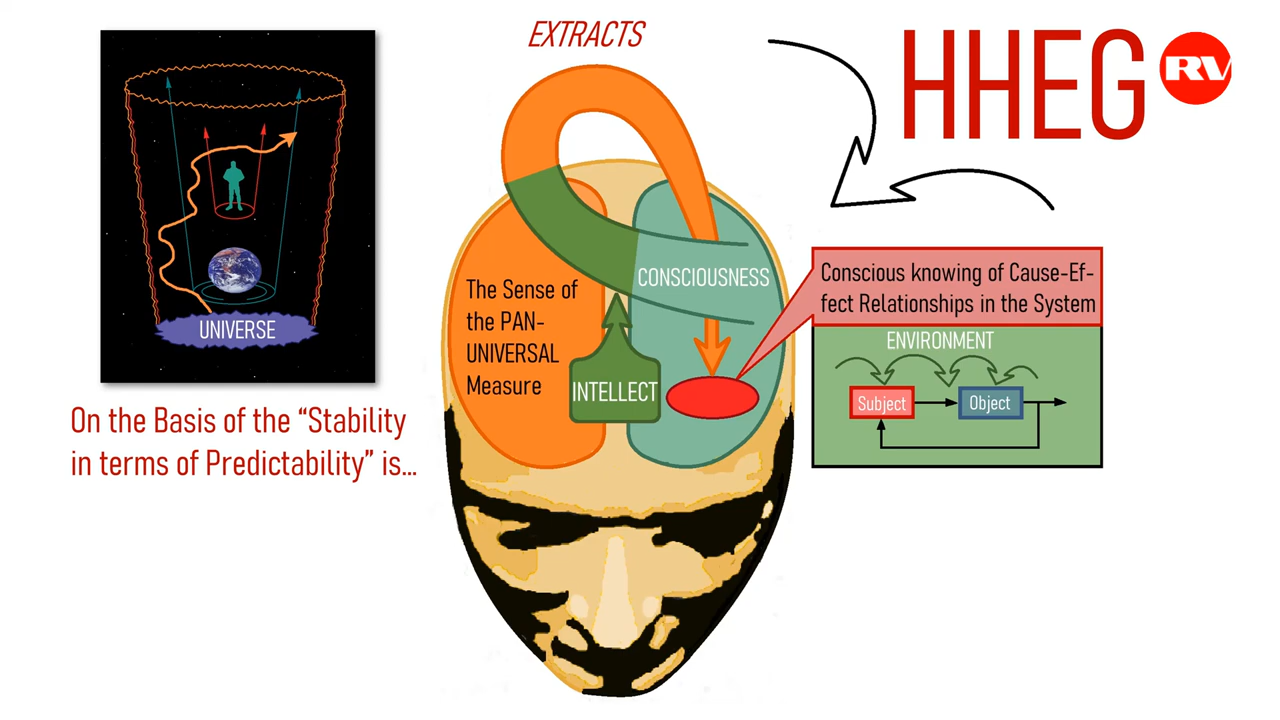 EXTRACTS
HHEG
RV
UNIVERSE
On the Basis of the “Stability
in terms of Predictability” is...
The Sense of
the PAN-
UNIVERSAL
Measure
INTELLECT
CONSCIOUSNESS
Conscious knowing of Cause-Ef-
fect Relationships in the System
ENVIRONMENT
Subject
Object